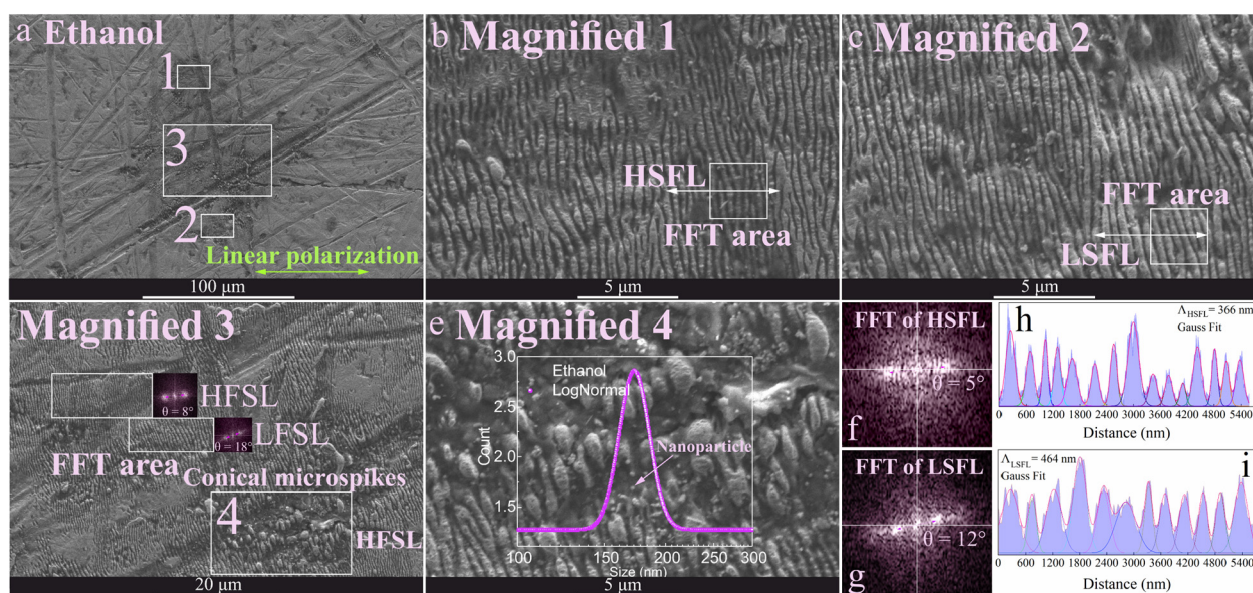 a Ethanol
1
3
2
Linear polarization
100 μm
b Magnified 1
HSFL
FFT area
5 μm
c Magnified 2
FFT area
LSFL
5 μm
Magnified 3
θ = 8°
HFSL
θ = 18°
LFSL
FFT area
Conical microspikes
4
HFSL
20 μm
e Magnified 4
3.0
2.5
2.0
1.5
Count
Ethanol
LogNormal
Nanoparticle
100 150 200 250 300
Size (nm)
5 μm
FFT of HSFL
θ = 5°
f
FFT of LSFL
θ = 12°
g
h
Λ_HSFL = 366 nm
Gauss Fit
0 600 1200 1800 2400 3000 3600 4200 4800 5400
Distance (nm)
i
Λ_LSFL = 464 nm
Gauss Fit
0 600 1200 1800 2400 3000 3600 4200 4800 5400
Distance (nm)